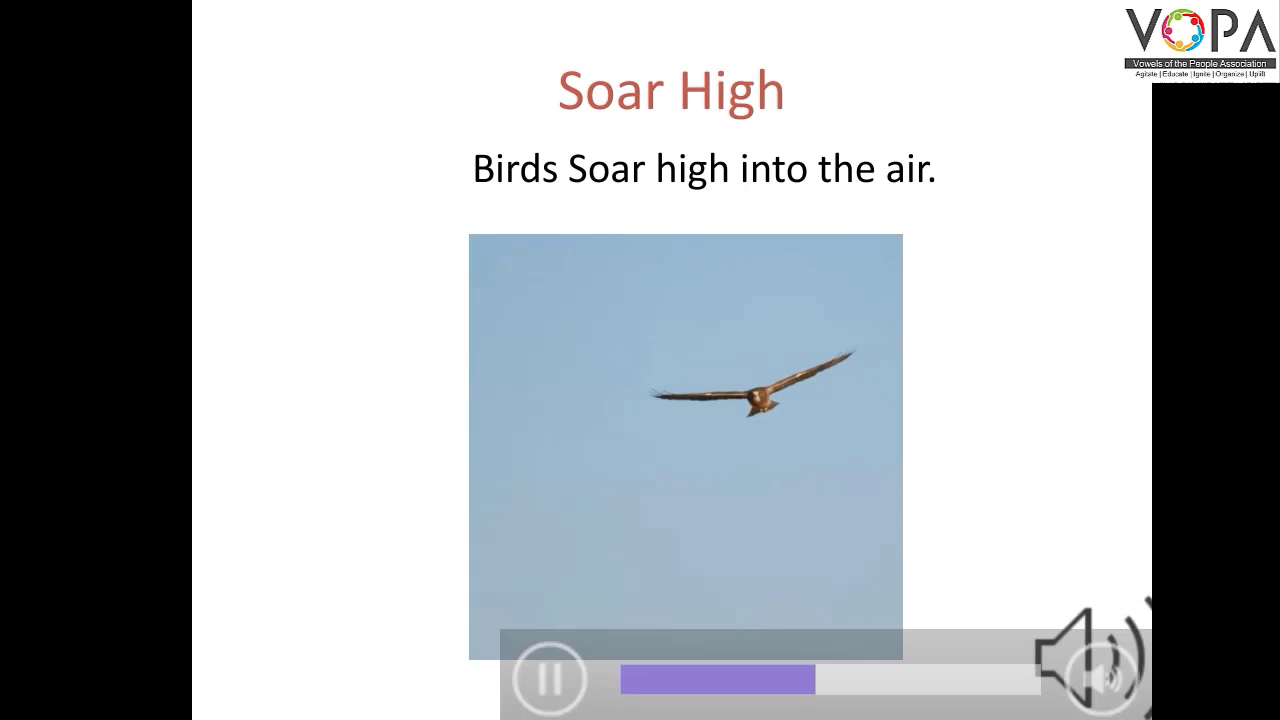 VOPA
Vowels of the People Association
Agitate | Educate | Ignite | Organize | Uplift
Soar High
Birds Soar high into the air.